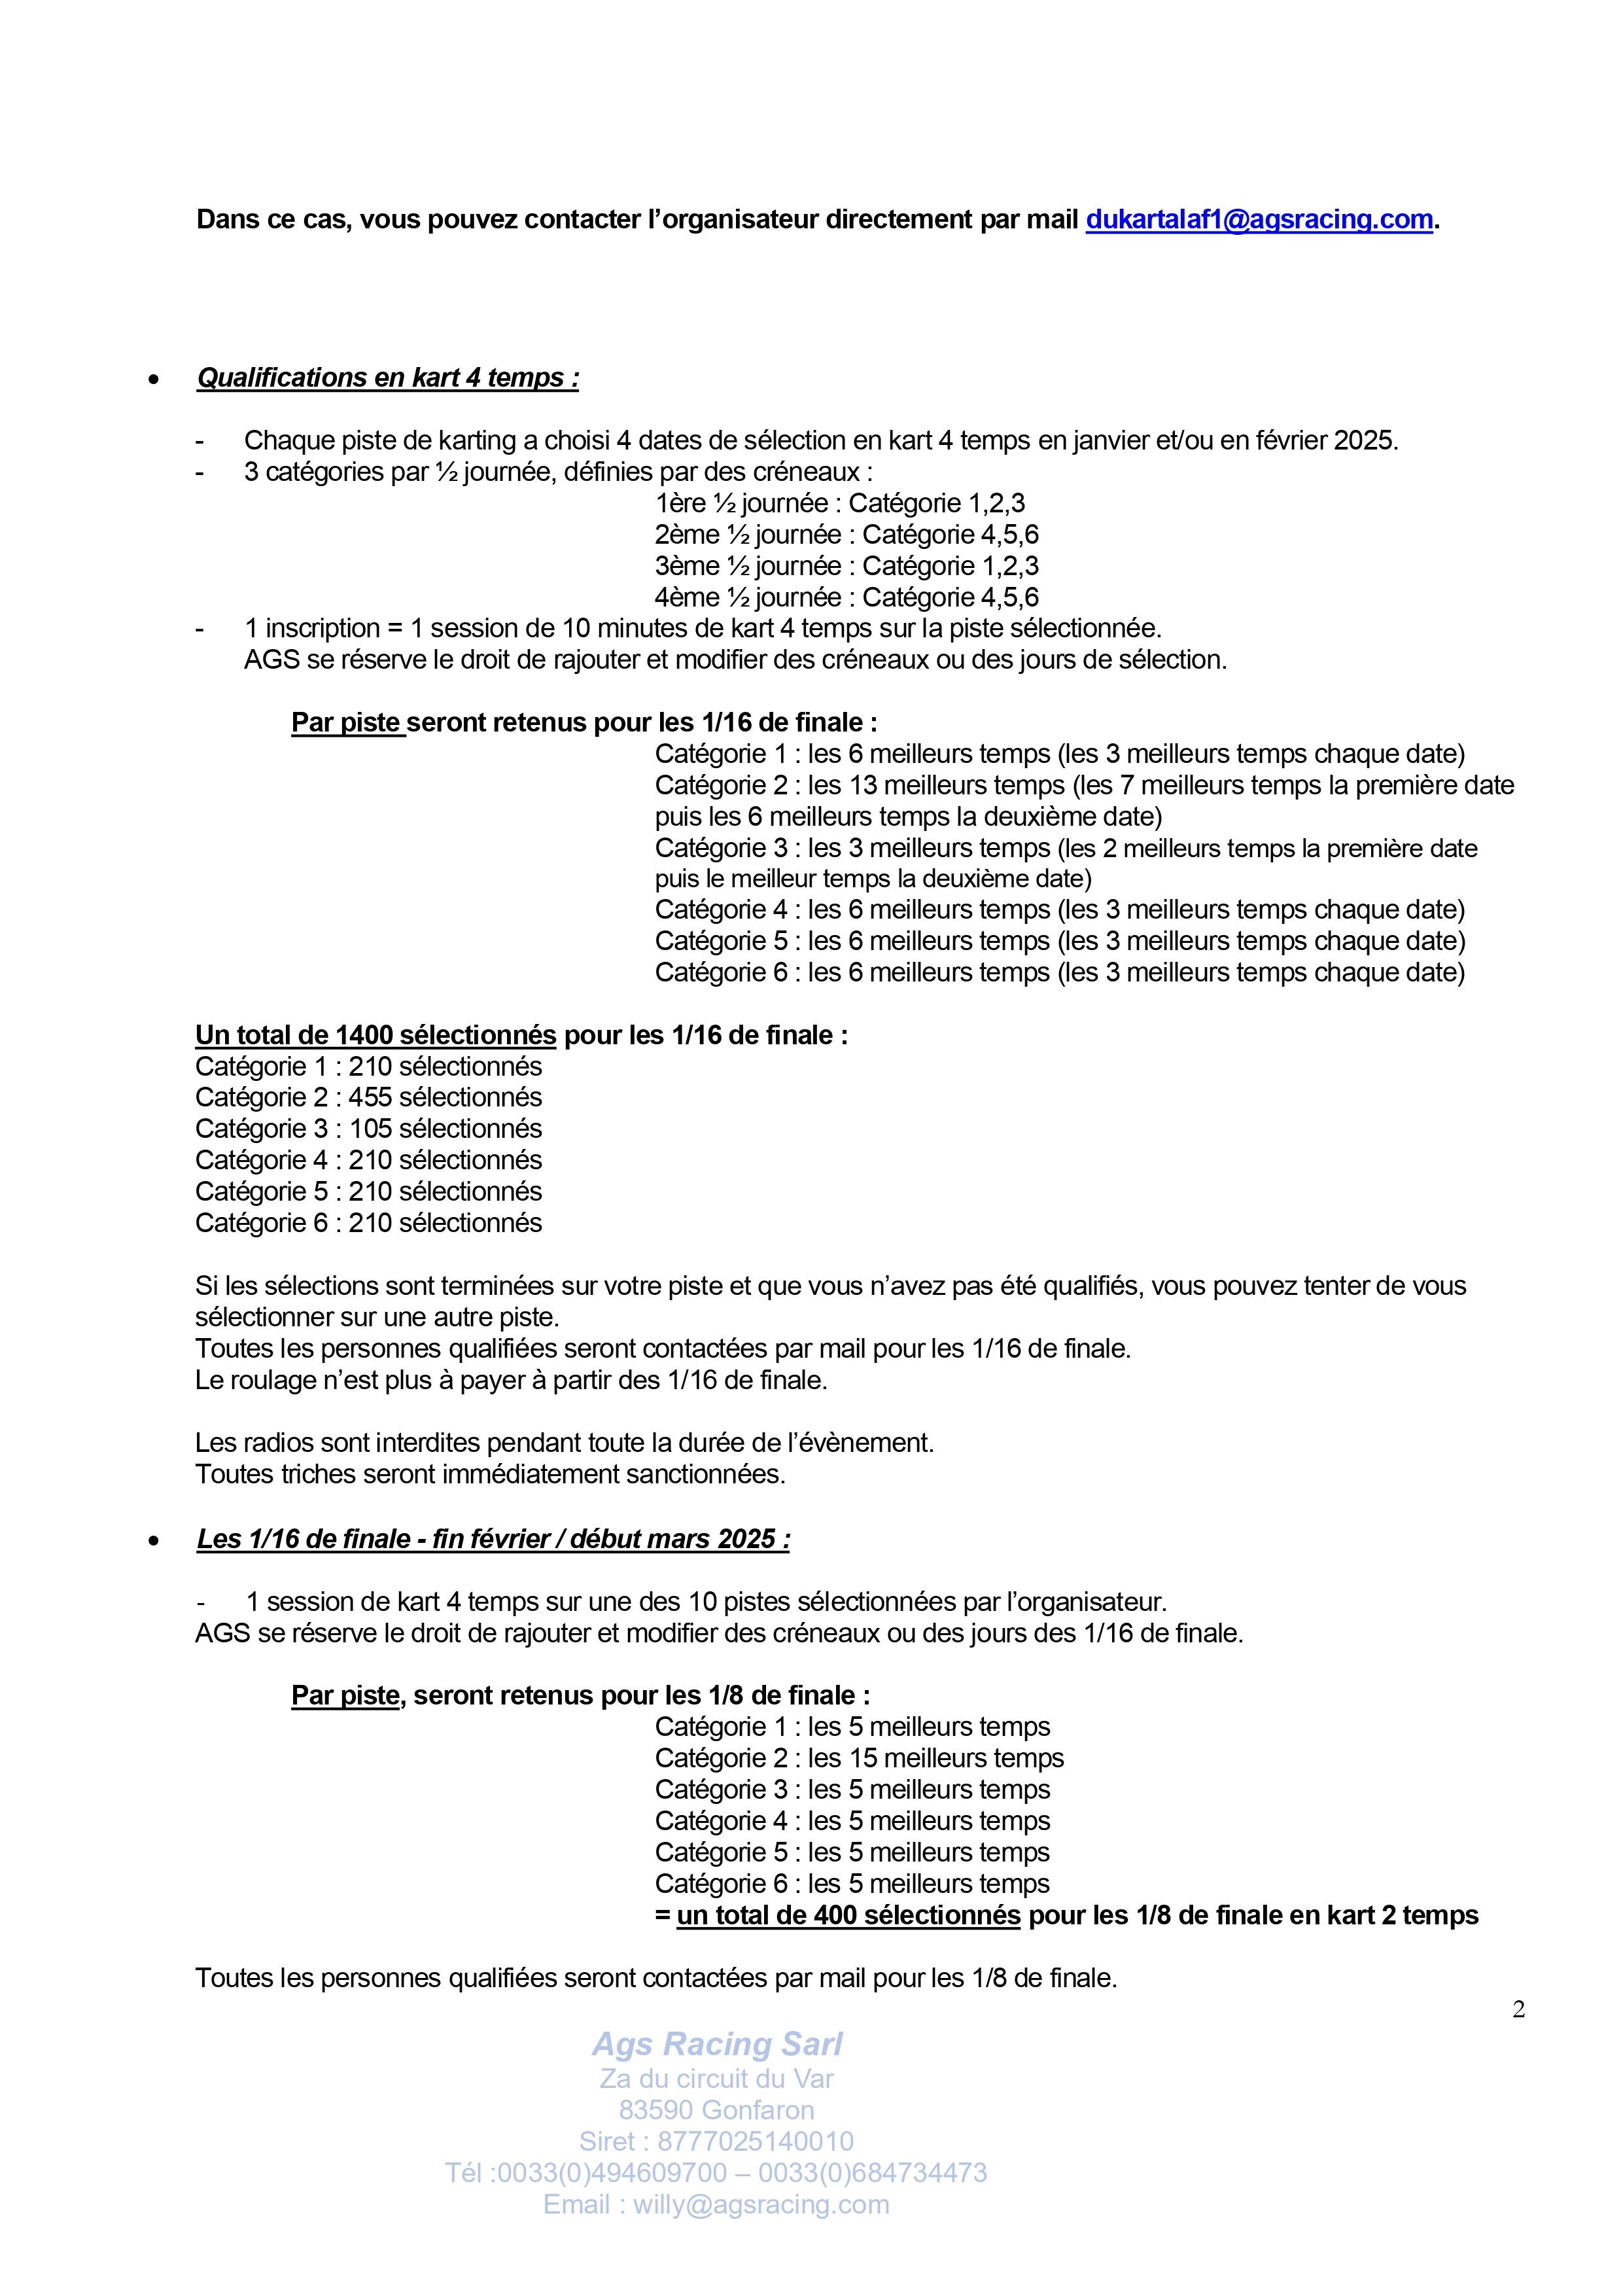 Dans ce cas, vous pouvez contacter l’organisateur directement par mail dukartalaf1@agsracing.com.
• Qualifications en kart 4 temps :
- Chaque piste de karting a choisi 4 dates de sélection en kart 4 temps en janvier et/ou en février 2025.
- 3 catégories par ½ journée, définies par des créneaux :
1ère ½ journée : Catégorie 1,2,3
2ème ½ journée : Catégorie 4,5,6
3ème ½ journée : Catégorie 1,2,3
4ème ½ journée : Catégorie 4,5,6
- 1 inscription = 1 session de 10 minutes de kart 4 temps sur la piste sélectionnée.
AGS se réserve le droit de rajouter et modifier des créneaux ou des jours de sélection.
Par piste seront retenus pour les 1/16 de finale :
Catégorie 1 : les 6 meilleurs temps (les 3 meilleurs temps chaque date)
Catégorie 2 : les 13 meilleurs temps (les 7 meilleurs temps la première date
puis les 6 meilleurs temps la deuxième date)
Catégorie 3 : les 3 meilleurs temps (les 2 meilleurs temps la première date
puis le meilleur temps la deuxième date)
Catégorie 4 : les 6 meilleurs temps (les 3 meilleurs temps chaque date)
Catégorie 5 : les 6 meilleurs temps (les 3 meilleurs temps chaque date)
Catégorie 6 : les 6 meilleurs temps (les 3 meilleurs temps chaque date)
Un total de 1400 sélectionnés pour les 1/16 de finale :
Catégorie 1 : 210 sélectionnés
Catégorie 2 : 455 sélectionnés
Catégorie 3 : 105 sélectionnés
Catégorie 4 : 210 sélectionnés
Catégorie 5 : 210 sélectionnés
Catégorie 6 : 210 sélectionnés
Si les sélections sont terminées sur votre piste et que vous n’avez pas été qualifiés, vous pouvez tenter de vous
sélectionner sur une autre piste.
Toutes les personnes qualifiées seront contactées par mail pour les 1/16 de finale.
Le roulage n’est plus à payer à partir des 1/16 de finale.
Les radios sont interdites pendant toute la durée de l’évènement.
Toutes triches seront immédiatement sanctionnées.
• Les 1/16 de finale - fin février / début mars 2025 :
- 1 session de kart 4 temps sur une des 10 pistes sélectionnées par l’organisateur.
AGS se réserve le droit de rajouter et modifier des créneaux ou des jours des 1/16 de finale.
Par piste, seront retenus pour les 1/8 de finale :
Catégorie 1 : les 5 meilleurs temps
Catégorie 2 : les 15 meilleurs temps
Catégorie 3 : les 5 meilleurs temps
Catégorie 4 : les 5 meilleurs temps
Catégorie 5 : les 5 meilleurs temps
Catégorie 6 : les 5 meilleurs temps
= un total de 400 sélectionnés pour les 1/8 de finale en kart 2 temps
Toutes les personnes qualifiées seront contactées par mail pour les 1/8 de finale.
2
Ags Racing Sarl
Za du circuit du Var
83590 Gonfaron
Siret : 8777025140010
Tél :0033(0)494609700 – 0033(0)684734473
Email : willy@agsracing.com